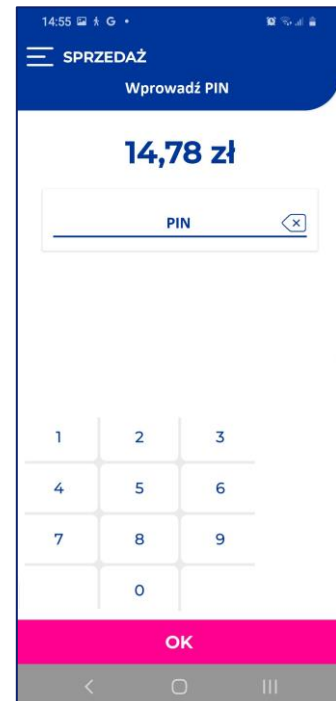 14:55 G •
SPRZEDAŻ
Wprowadź PIN
14,78 zł
PIN
1 2 3
4 5 6
7 8 9
0
OK